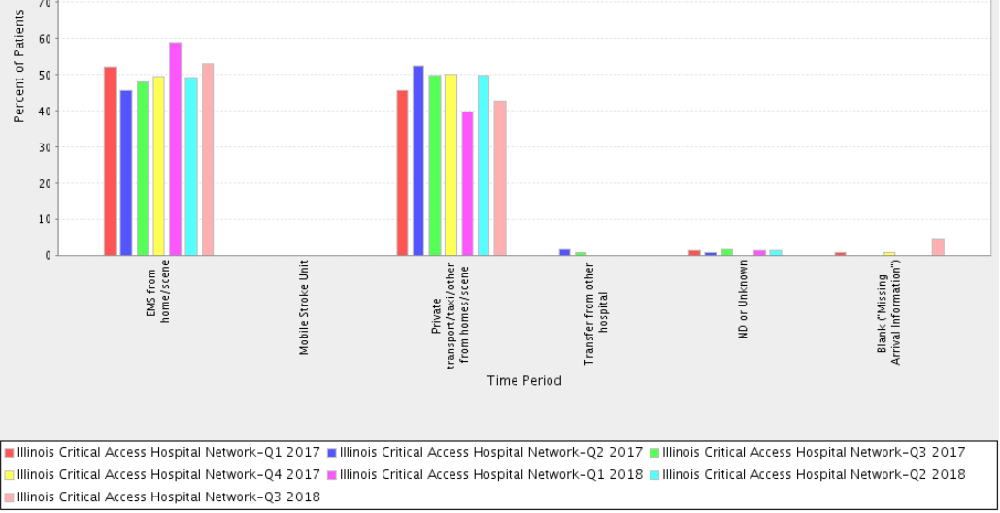 70
60
50
40
30
20
10
0
Percent of Patients
EMS from
home/scene
Mobile Stroke Unit
Private
transport/taxi/other
from homes/scene
Transfer from other
hospital
ND or Unknown
Blank ("Missing
Arrival Information")
Time Period
Illinois Critical Access Hospital Network-Q1 2017 Illinois Critical Access Hospital Network-Q2 2017 Illinois Critical Access Hospital Network-Q3 2017
Illinois Critical Access Hospital Network-Q4 2017 Illinois Critical Access Hospital Network-Q1 2018 Illinois Critical Access Hospital Network-Q2 2018
Illinois Critical Access Hospital Network-Q3 2018